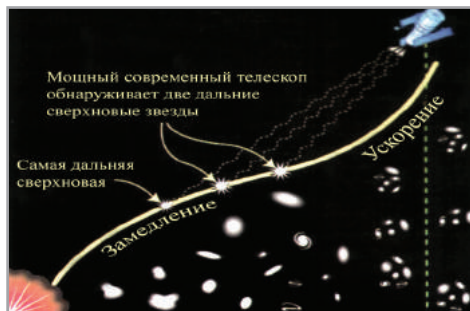 Мощный современный телескоп
обнаруживает две дальние
сверхновые звезды
Самая дальняя
сверхновая
Замедление
Ускорение